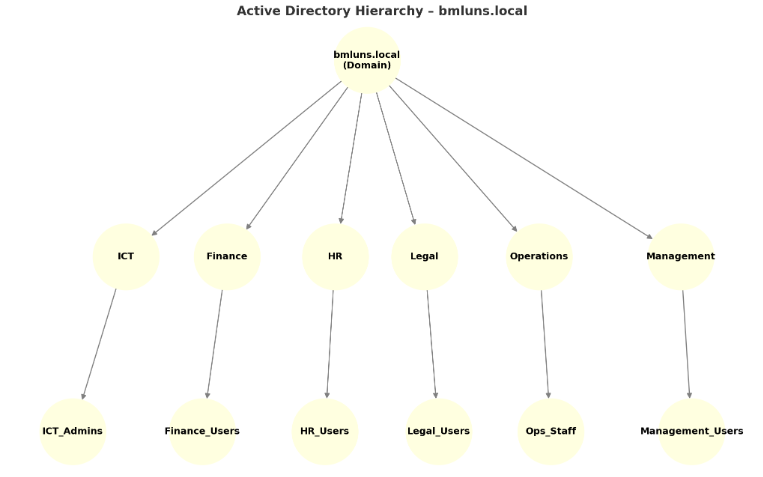 Active Directory Hierarchy – bmluns.local
bmluns.local
(Domain)
ICT
Finance
HR
Legal
Operations
Management
ICT_Admins
Finance_Users
HR_Users
Legal_Users
Ops_Staff
Management_Users